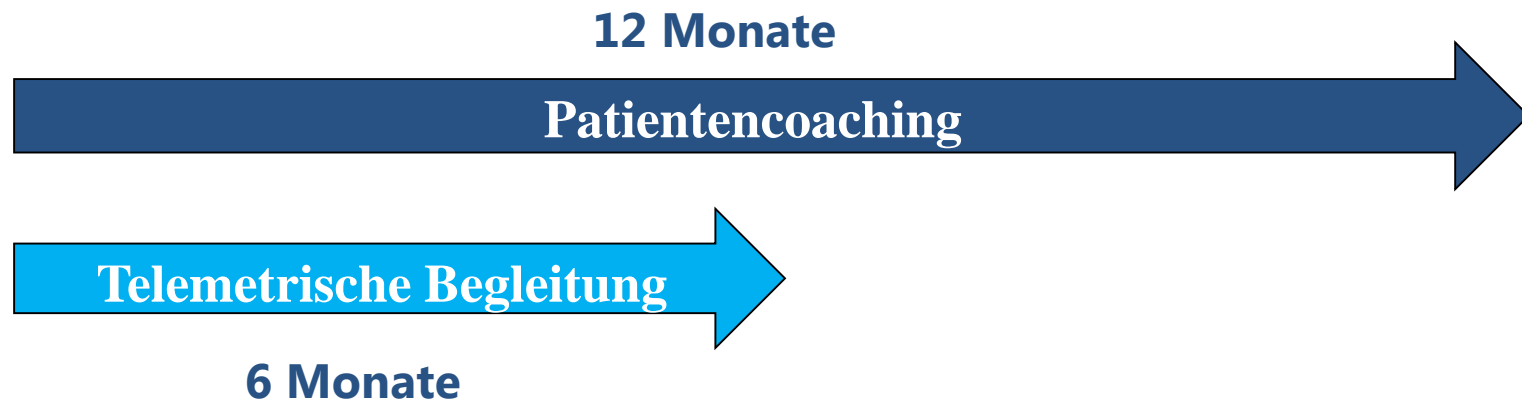 12 Monate
Patientencoaching
Telemetrische Begleitung
6 Monate